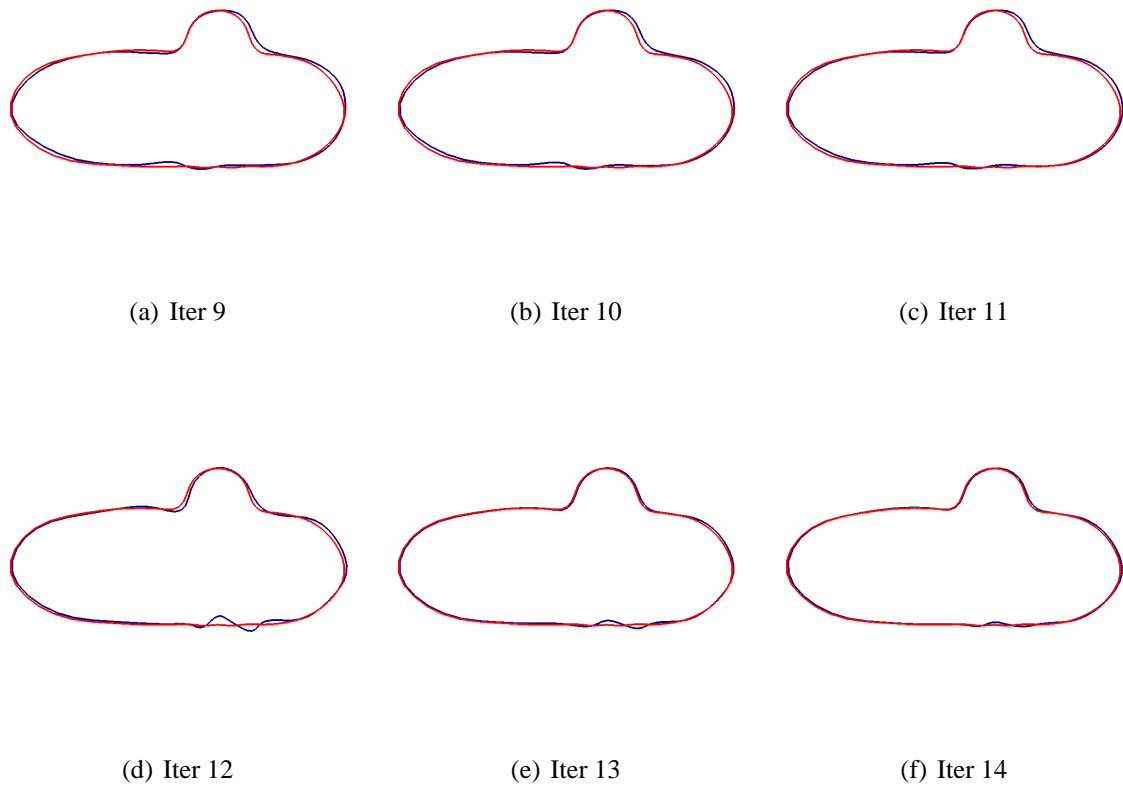 (a) Iter 9
(b) Iter 10
(c) Iter 11
(d) Iter 12
(e) Iter 13
(f) Iter 14